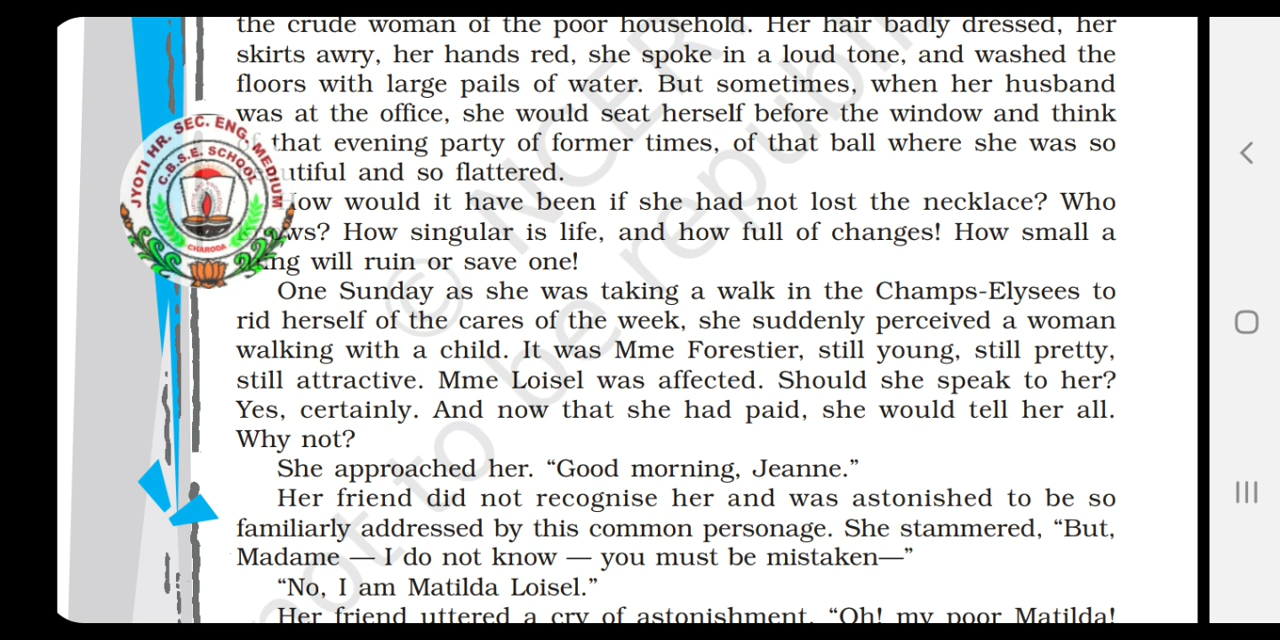 the crude woman of the poor household. Her hair badly dressed, her
skirts awry, her hands red, she spoke in a loud tone, and washed the
floors with large pails of water. But sometimes, when her husband
was at the office, she would seat herself before the window and think
of that evening party of former times, of that ball where she was so
utiful and so flattered.
How would it have been if she had not lost the necklace? Who
ws? How singular is life, and how full of changes! How small a
ing will ruin or save one!
One Sunday as she was taking a walk in the Champs-Elysees to
rid herself of the cares of the week, she suddenly perceived a woman
walking with a child. It was Mme Forestier, still young, still pretty,
still attractive. Mme Loisel was affected. Should she speak to her?
Yes, certainly. And now that she had paid, she would tell her all.
Why not?
She approached her. “Good morning, Jeanne.”
Her friend did not recognise her and was astonished to be so
familiarly addressed by this common personage. She stammered, “But,
Madame — I do not know — you must be mistaken—”
“No, I am Matilda Loisel.”
Her friend uttered a cry of astonishment, “Oh! my poor Matilda!
JYOTI HR. SEC. ENG. MEDIUM
C.B.S.E. SCHOOL
CHARODA
© NCERT
not to be republi